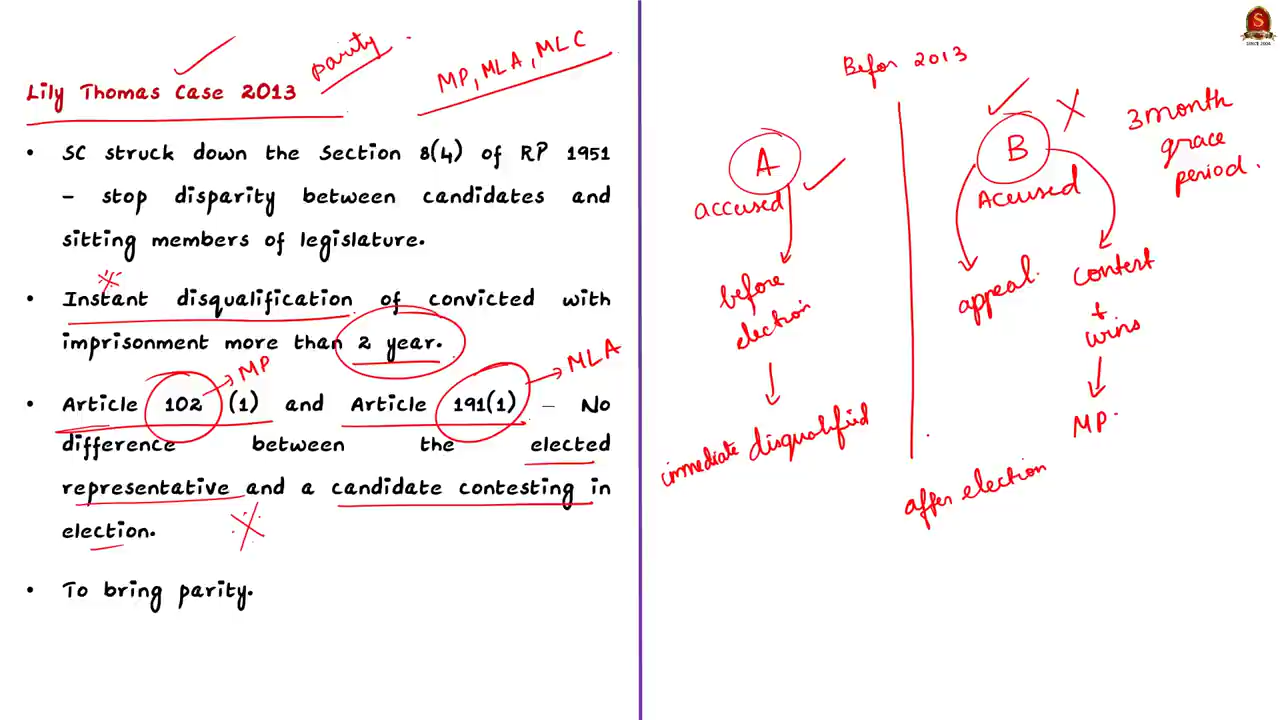 Lily Thomas Case 2013
parity
MP, MLA, MLC
• SC struck down the Section 8(4) of RP 1951
– stop disparity between candidates and
sitting members of legislature.
• Instant disqualification of convicted with
imprisonment more than 2 year.
MP
MLA
• Article 102 (1) and Article 191(1) – No
difference between the elected
representative and a candidate contesting in
election.
• To bring parity.
Befor 2013
A
accused
before
election
immediate disqualified
B
Accused
3 month
grace
period.
appeal.
contest
+
wins
MP.
after election
S
SINCE 2004